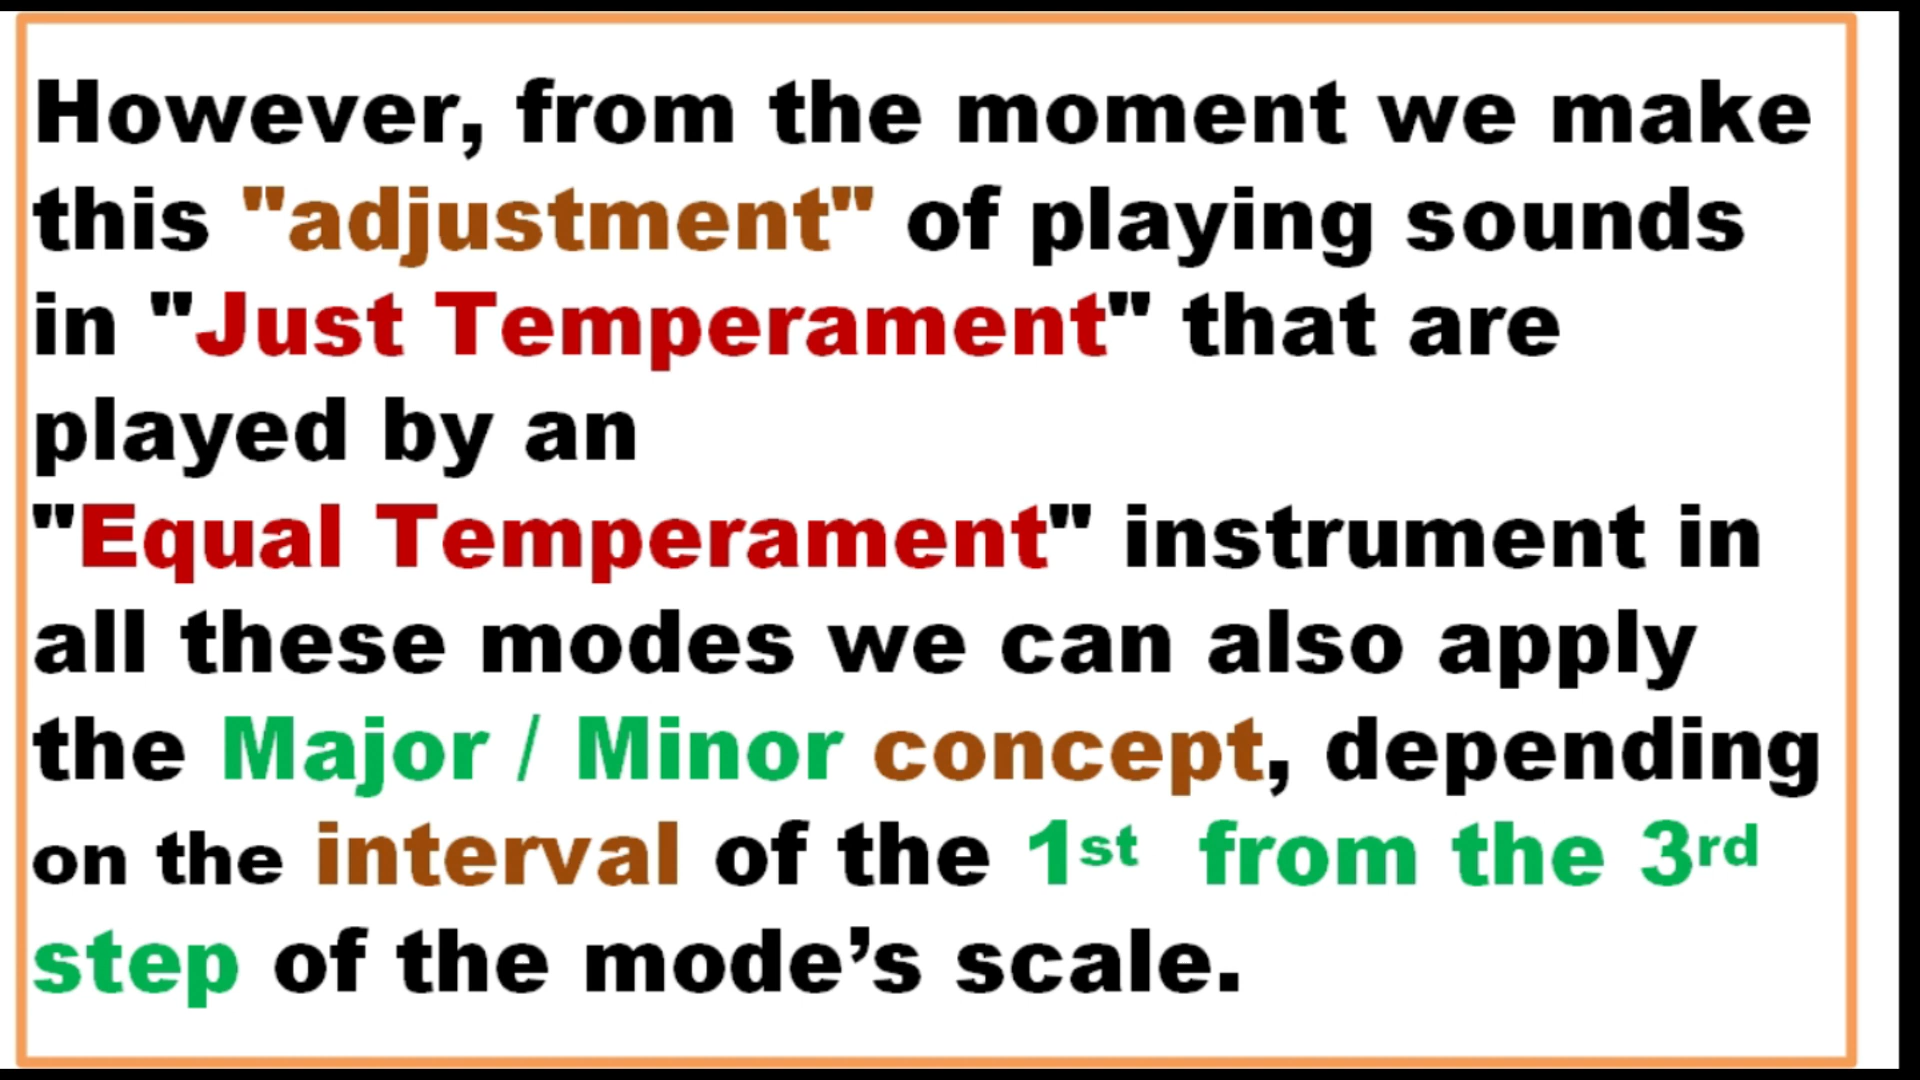 However, from the moment we make
this "adjustment" of playing sounds
in "Just Temperament" that are
played by an
"Equal Temperament" instrument in
all these modes we can also apply
the Major / Minor concept, depending
on the interval of the 1st from the 3rd
step of the mode’s scale.